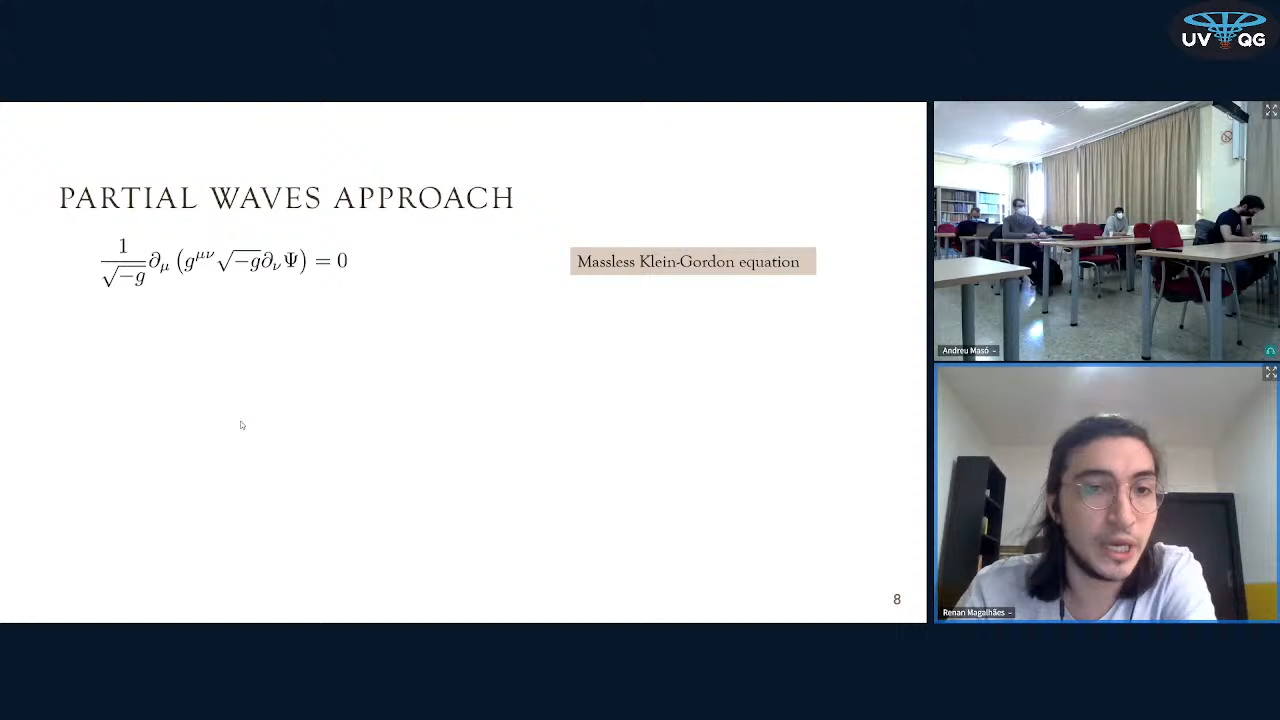 UV QG
PARTIAL WAVES APPROACH
\frac{1}{\sqrt{-g}} \partial_\mu \left( g^{\mu\nu} \sqrt{-g} \partial_\nu \Psi \right) = 0
Massless Klein-Gordon equation
8
Andreu Masó -
Renan Magalhães -